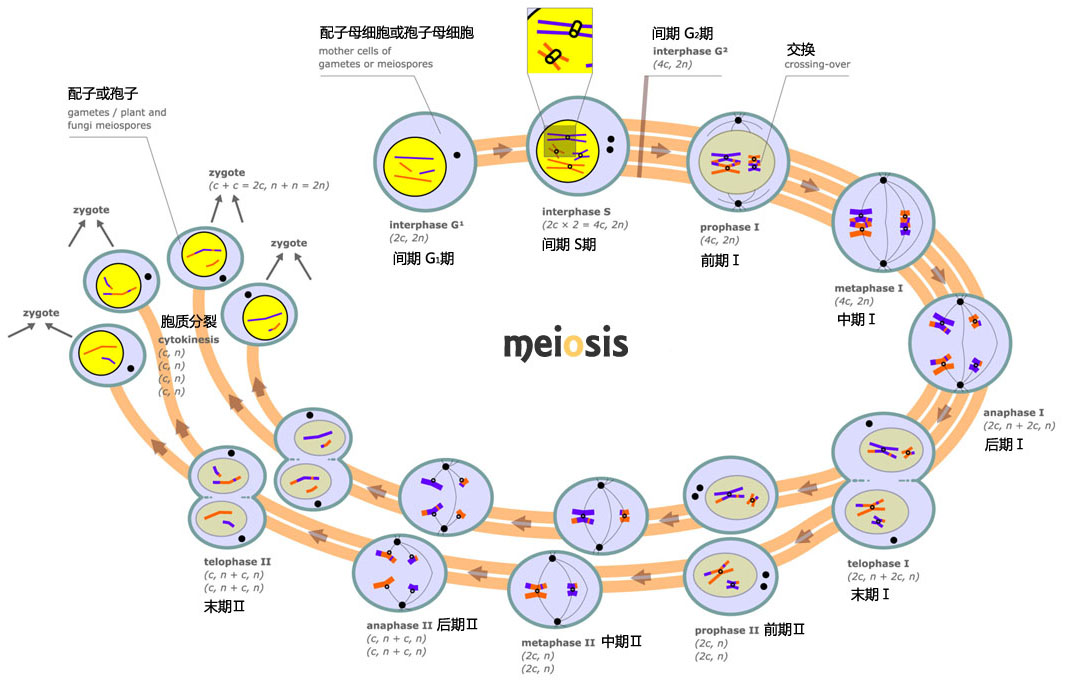 配子母细胞或孢子母细胞
mother cells of
gametes or meiospores
间期 G₂期
interphase G²
(4c, 2n)
交换
crossing-over
配子或孢子
gametes / plant and
fungi meiospores
zygote
(c + c = 2c, n + n = 2n)
zygote
zygote
zygote
interphase G¹
(2c, 2n)
间期 G₁期
interphase S
(2c × 2 = 4c, 2n)
间期 S期
prophase I
(4c, 2n)
前期Ⅰ
metaphase I
(4c, 2n)
中期Ⅰ
胞质分裂
cytokinesis
(c, n)
(c, n)
(c, n)
(c, n)
meiosis
anaphase I
(2c, n + 2c, n)
后期Ⅰ
telophase I
(2c, n + 2c, n)
末期Ⅰ
telophase II
(c, n + c, n)
(c, n + c, n)
末期Ⅱ
anaphase II 后期Ⅱ
(c, n + c, n)
(c, n + c, n)
metaphase II 中期Ⅱ
(2c, n)
(2c, n)
prophase II 前期Ⅱ
(2c, n)
(2c, n)